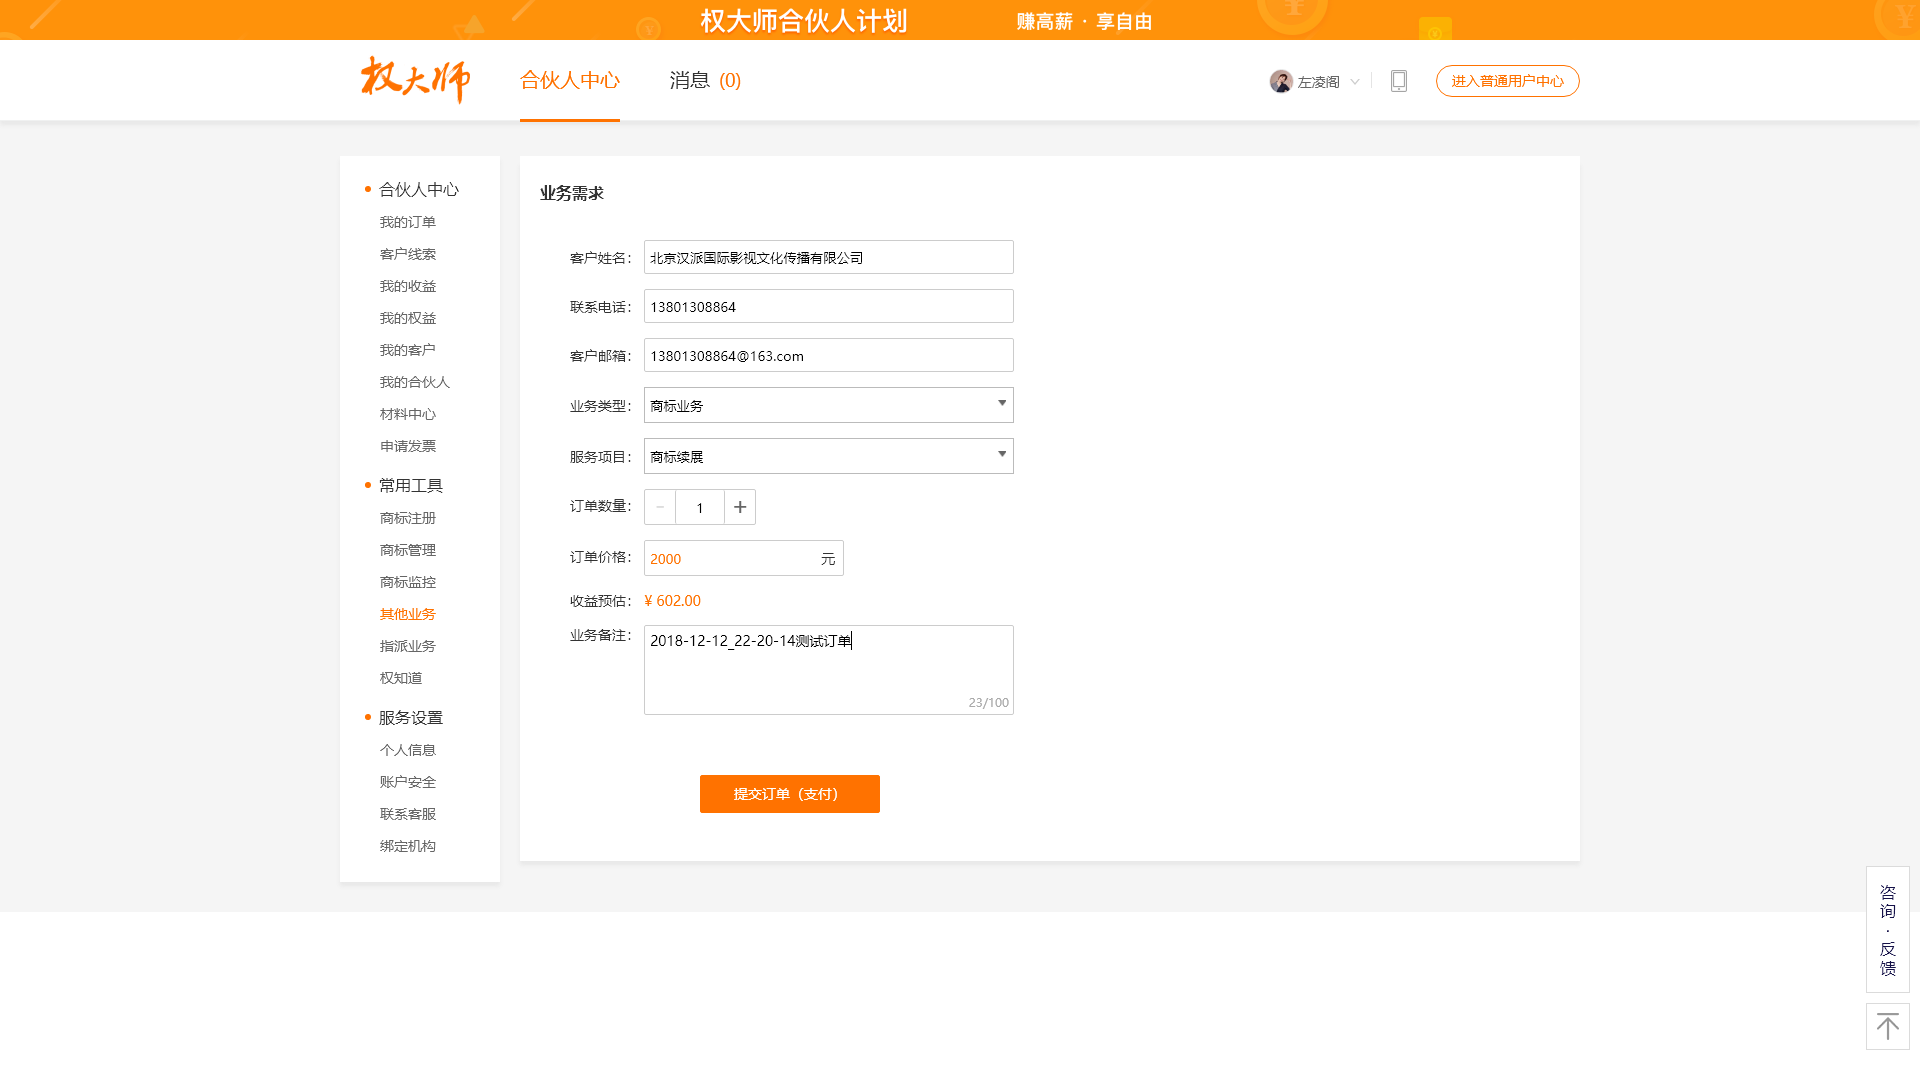 权大师合伙人计划 赚高薪 · 享自由
权大师 合伙人中心 消息 (0) 左凌阁 进入普通用户中心
合伙人中心
我的订单
客户线索
我的收益
我的权益
我的客户
我的合伙人
材料中心
申请发票
常用工具
商标注册
商标管理
商标监控
其他业务
指派业务
权知道
服务设置
个人信息
账户安全
联系客服
绑定机构
业务需求
客户姓名： 北京汉派国际影视文化传播有限公司
联系电话： 13801308864
客户邮箱： 13801308864@163.com
业务类型： 商标业务
服务项目： 商标续展
订单数量： － 1 +
订单价格： 2000 元
收益预估： ¥ 602.00
业务备注： 2018-12-12_22-20-14测试订单
23/100
提交订单（支付）
咨询·反馈